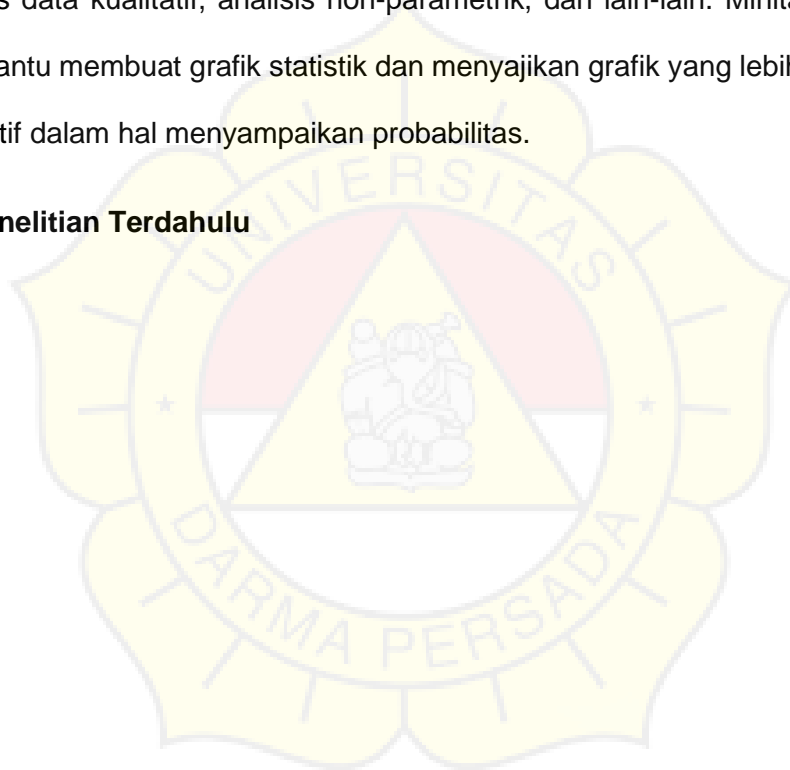 s data kualitatif, analisis non-parametrik, dan lain-lain. Minita
antu membuat grafik statistik dan menyajikan grafik yang lebih
tif dalam hal menyampaikan probabilitas.
nelitian Terdahulu
UNIVERSITAS
DARMA PERSADA